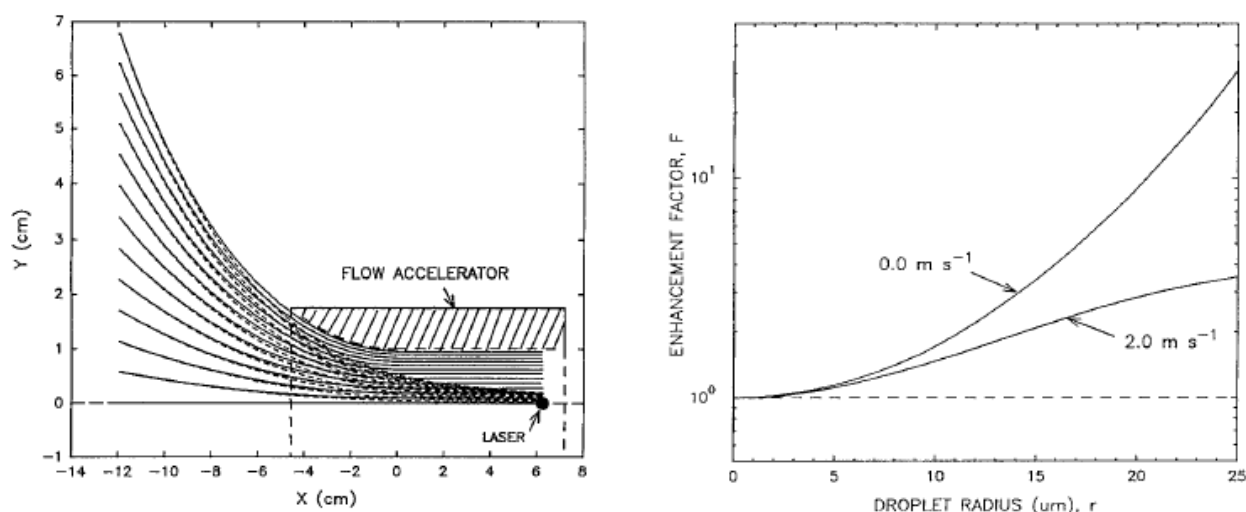 7
6
5
4
3
2
1
0
-1
Y (cm)
FLOW ACCELERATOR
LASER
-14 -12 -10 -8 -6 -4 -2 0 2 4 6 8
X (cm)
ENHANCEMENT FACTOR, F
10¹
10⁰
0.0 m s⁻¹
2.0 m s⁻¹
0 5 10 15 20 25
DROPLET RADIUS (um), r